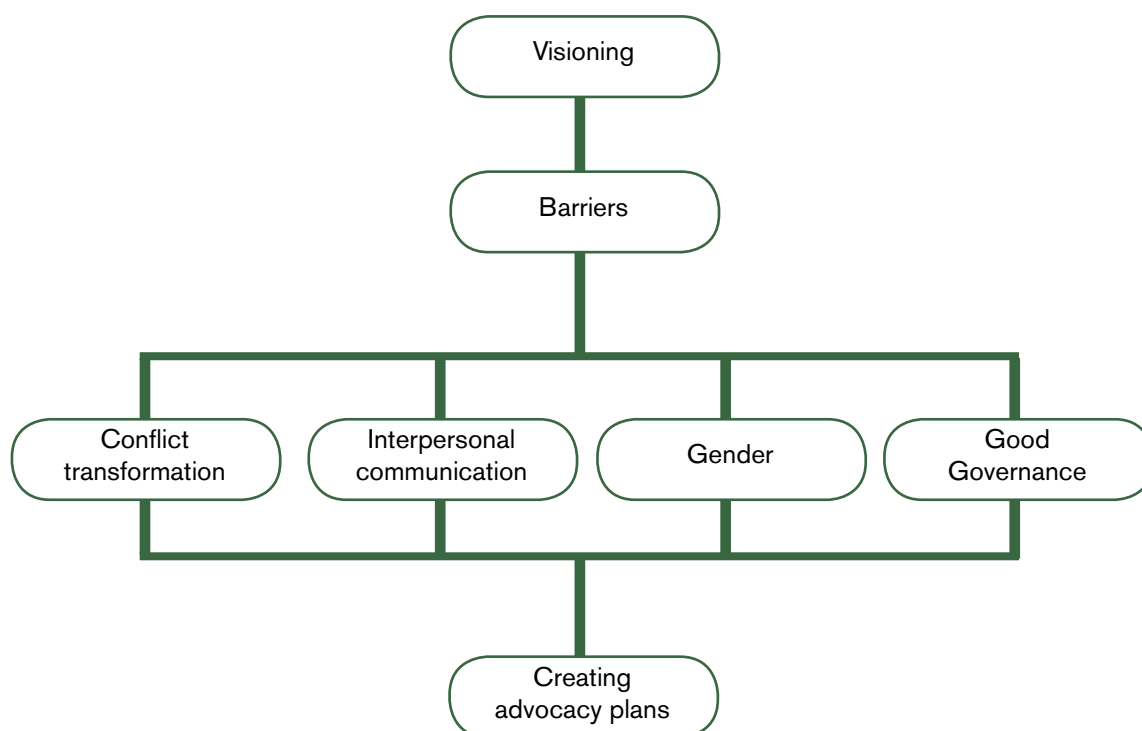 Visioning
Barriers
Conflict
transformation
Interpersonal
communication
Gender
Good
Governance
Creating
advocacy plans